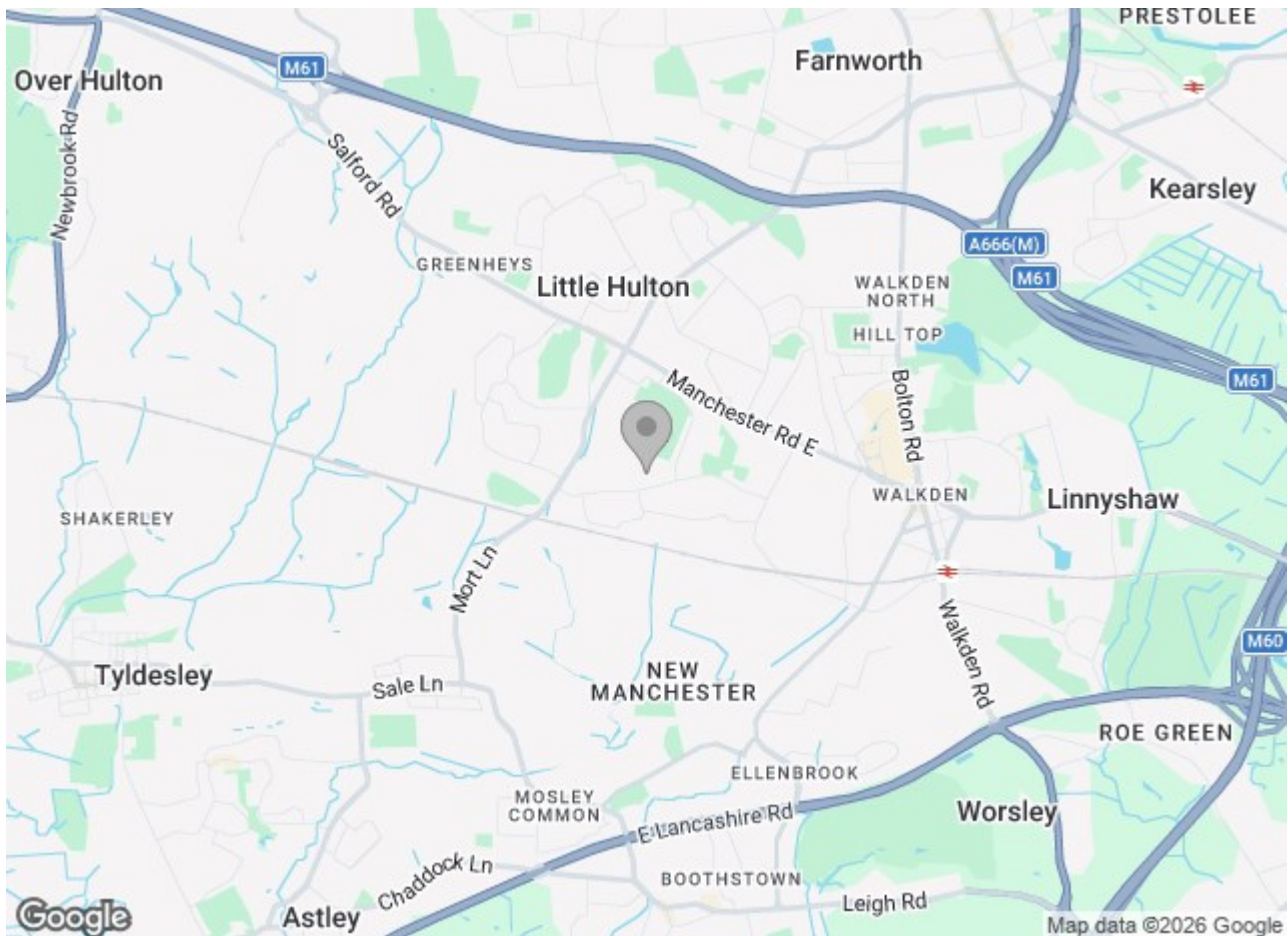 PRESTOLEE
Farnworth
M61
Over Hulton
Newbrook Rd
Salford Rd
Kearsley
A666(M)
M61
GREENHEYS
Little Hulton
WALKDEN
NORTH
HILL TOP
M61
Manchester Rd E
Bolton Rd
WALKDEN
Linnyshaw
SHAKERLEY
Mort Ln
Walkden Rd
M60
Tyldesley
Sale Ln
NEW
MANCHESTER
ROE GREEN
ELLENBROOK
MOSLEY
COMMON
Worsley
E Lancashire Rd
Chaddock Ln
BOOTHSTOWN
Leigh Rd
Astley
Google
Map data ©2026 Google